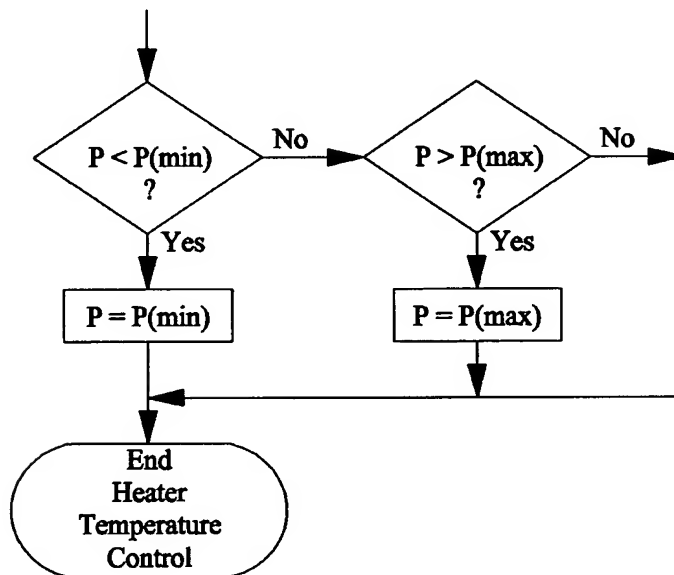 P < P(min)
?
No
P > P(max)
?
No
Yes
Yes
P = P(min)
P = P(max)
End
Heater
Temperature
Control